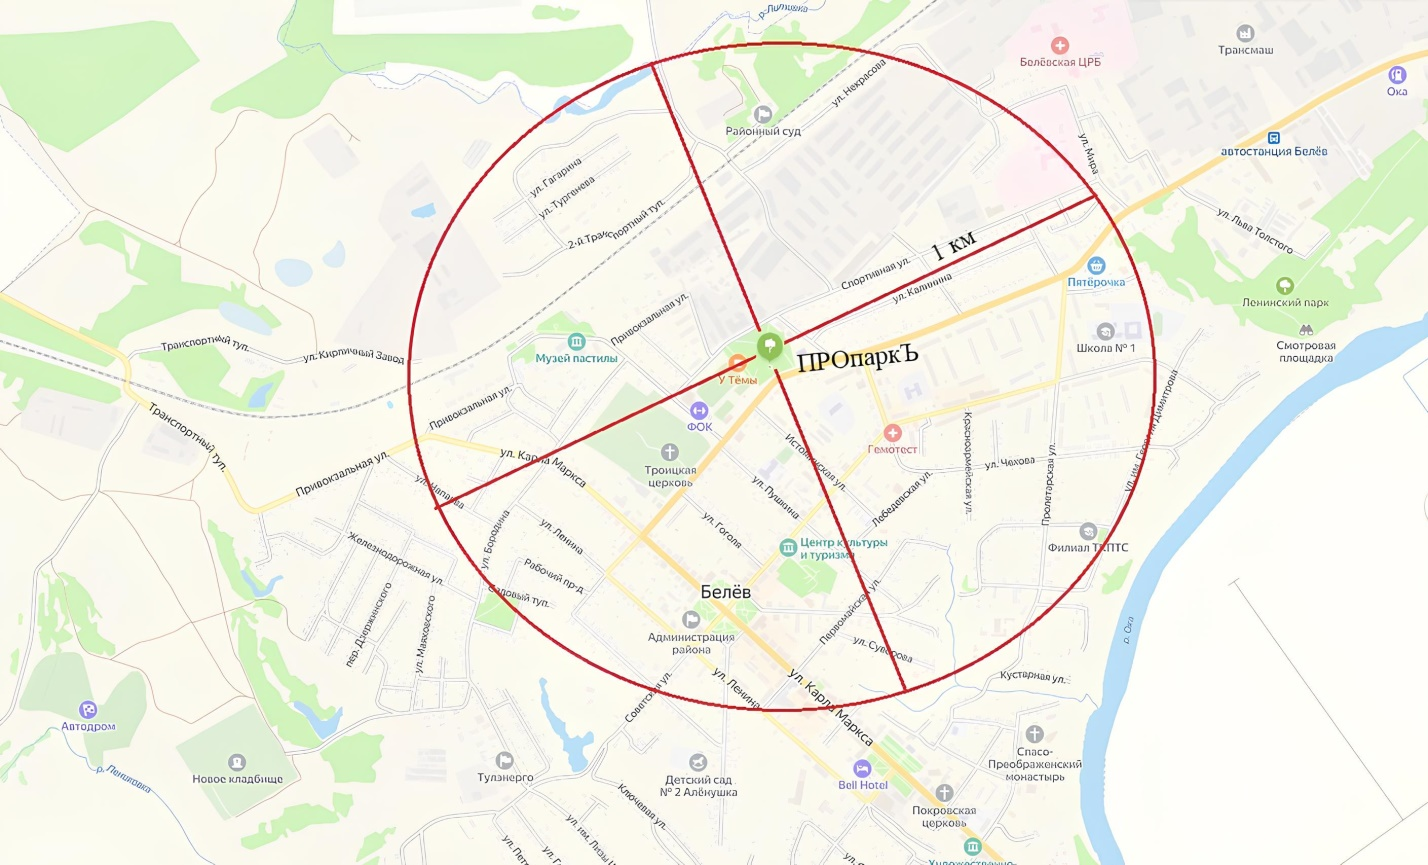 р. Литишка
Белёвская ЦРБ
Трансмаш
Ока
Районный суд
ул. Некрасова
автостанция Белёв
ул. Мира
ул. Гагарина
ул. Тургенева
2-й Транспортный туп.
ул. Льва Толстого
1 км
Спортивная ул.
ул. Калинина
Пятёрочка
Ленинский парк
Смотровая
площадка
Транспортный туп.
ул. Кирпичный Завод
Музей пастилы
Привокзальная ул.
У Тёмы
ПРОпаркЪ
Школа № 1
ФОК
Привокзальная ул.
Транспортный туп.
Привокзальная ул.
ул. Карла Маркса
Троицкая
церковь
Гемотест
ул. Чехова
Красноармейская ул.
Пролетарская ул.
ул. им. Георгия Димитрова
ул. Чапаева
ул. Пушкина
Лебедевская ул.
ул. Гоголя
ул. Ленина
ул. Бородина
Железнодорожная ул.
Рабочий пр-д
Садовый туп.
Центр культуры
и туризма
Филиал ТКПТС
Белёв
Администрация
района
Первомайская ул.
ул. Суворова
р. Ока
пер. Дзержинского
ул. Маяковского
Советская ул.
ул. Ленина
ул. Карла Маркса
Кустарная ул.
Автодром
Новое кладбище
Тулэнерго
Детский сад
№ 2 Алёнушка
Bell Hotel
Спасо-
Преображенский
монастырь
Покровская
церковь
Ключевая ул.
Художественно-